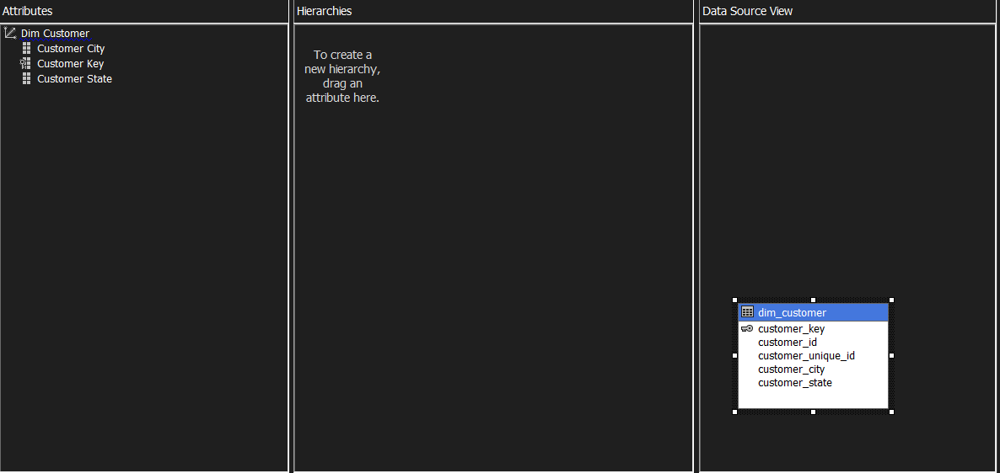 Attributes
Dim Customer
Customer City
Customer Key
Customer State
Hierarchies
To create a
new hierarchy,
drag an
attribute here.
Data Source View
dim_customer
customer_key
customer_id
customer_unique_id
customer_city
customer_state